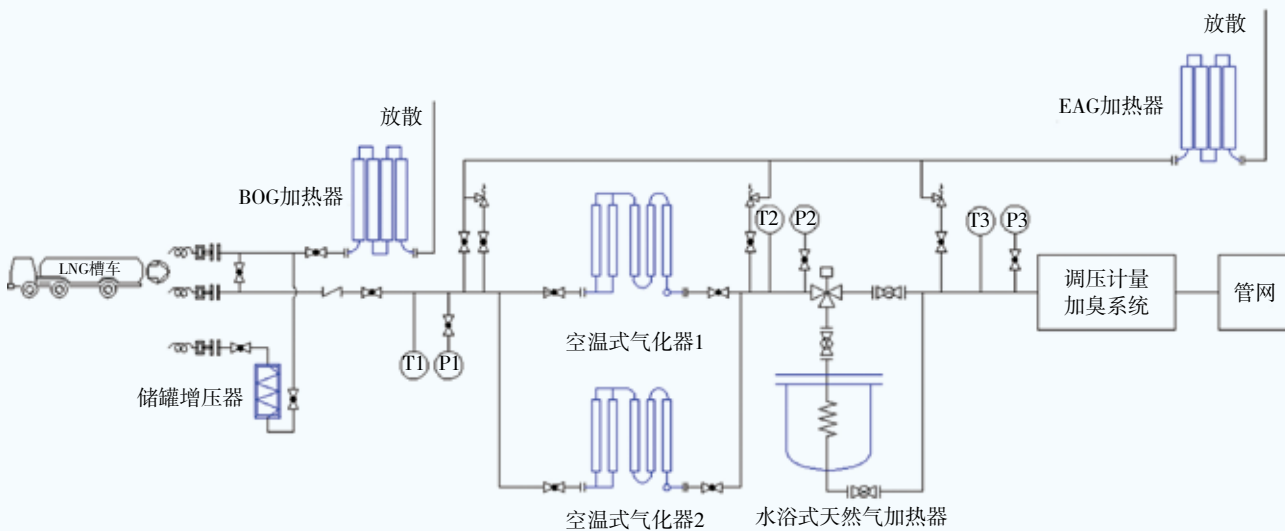 放散
EAG加热器
放散
BOG加热器
T2
P2
T3
P3
LNG槽车
调压计量
加臭系统
管网
空温式气化器1
T1
P1
储罐增压器
空温式气化器2
水浴式天然气加热器